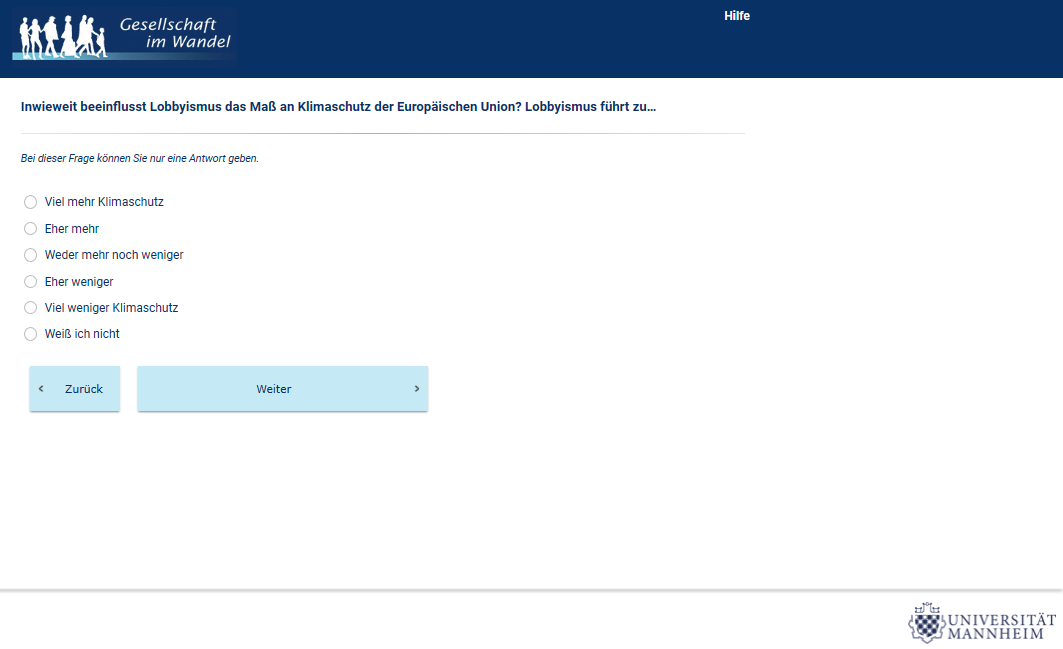 Gesellschaft
im Wandel
Hilfe
Inwieweit beeinflusst Lobbyismus das Maß an Klimaschutz der Europäischen Union? Lobbyismus führt zu...
Bei dieser Frage können Sie nur eine Antwort geben.
Viel mehr Klimaschutz
Eher mehr
Weder mehr noch weniger
Eher weniger
Viel weniger Klimaschutz
Weiß ich nicht
‹ Zurück
Weiter ›
UNIVERSITÄT
MANNHEIM